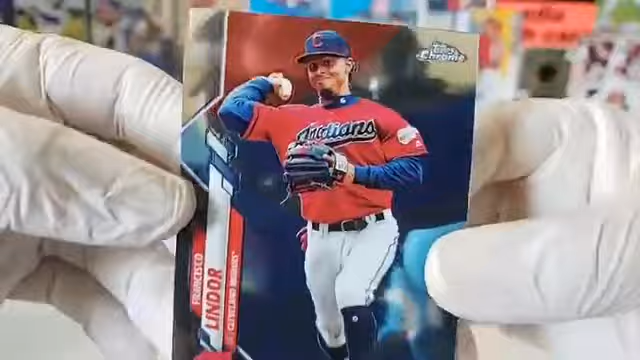 Topps
Chrome
C
Indians
FRANCISCO
LINDOR
CLEVELAND INDIANS